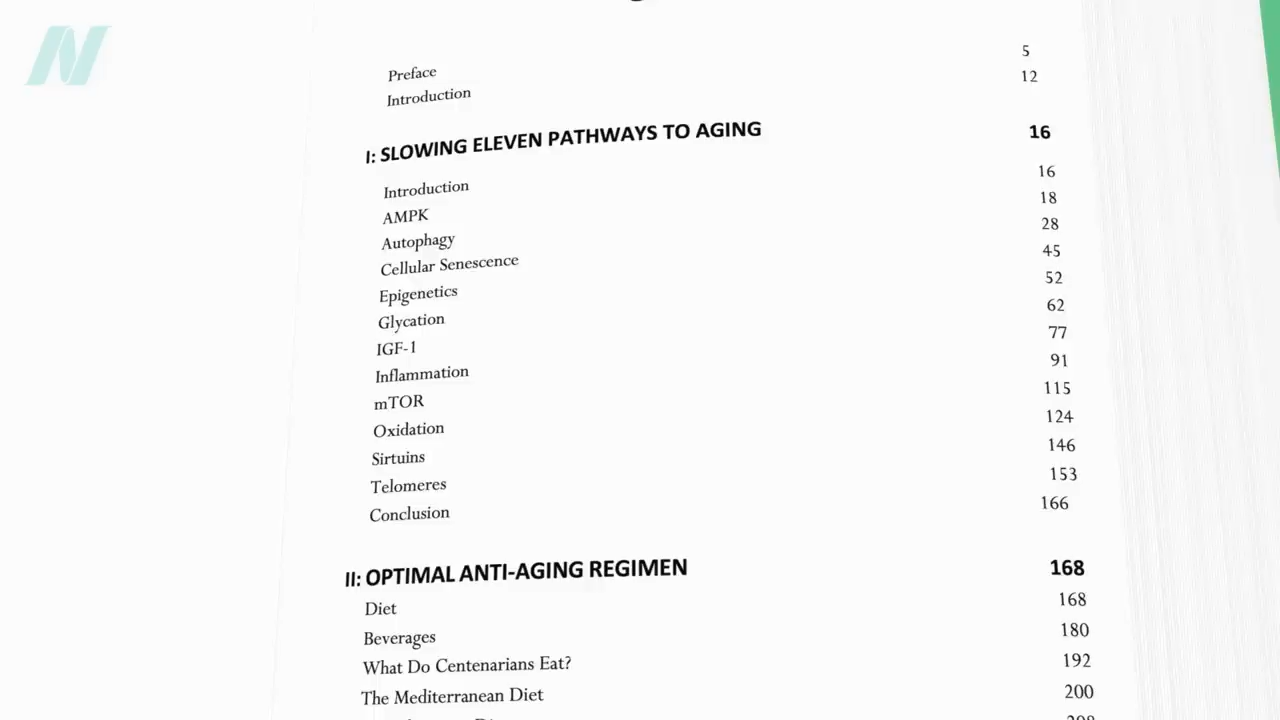 N
Preface 5
Introduction 12
I: SLOWING ELEVEN PATHWAYS TO AGING 16
Introduction 16
AMPK 18
Autophagy 28
Cellular Senescence 45
Epigenetics 52
Glycation 62
IGF-1 77
Inflammation 91
mTOR 115
Oxidation 124
Sirtuins 146
Telomeres 153
Conclusion 166
II: OPTIMAL ANTI-AGING REGIMEN 168
Diet 168
Beverages 180
What Do Centenarians Eat? 192
The Mediterranean Diet 200